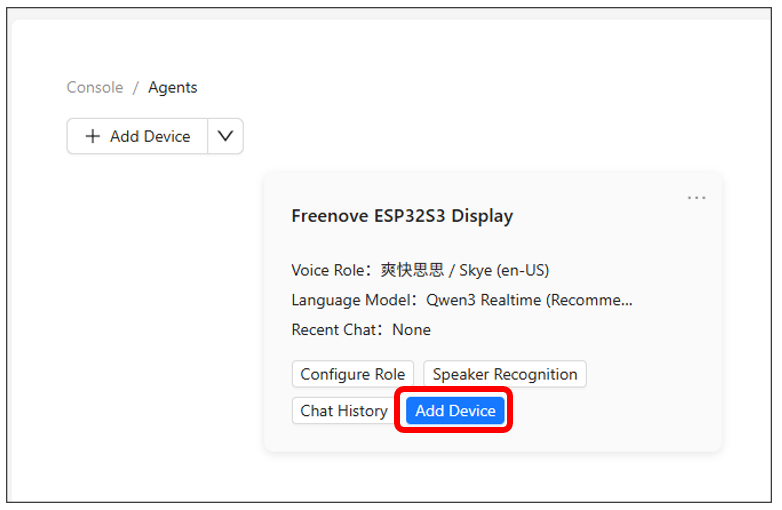 Console / Agents
+ Add Device
...
Freenove ESP32S3 Display
Voice Role：爽快思思 / Skye (en-US)
Language Model：Qwen3 Realtime (Recomme...
Recent Chat：None
Configure Role Speaker Recognition
Chat History Add Device